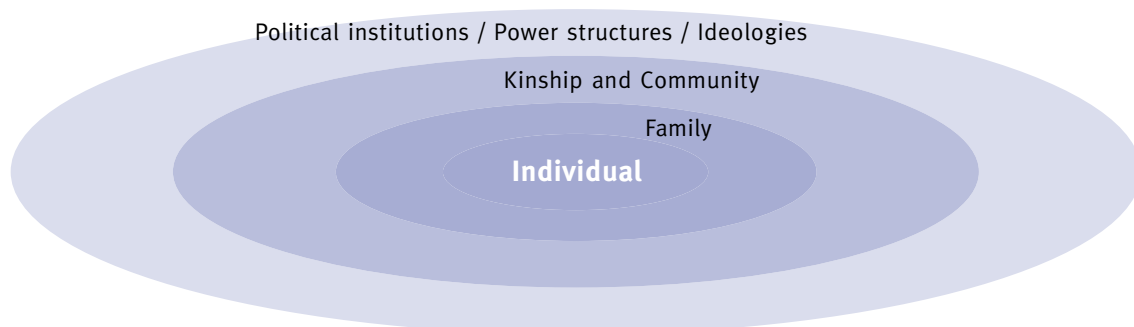 Political institutions / Power structures / Ideologies
Kinship and Community
Family
Individual